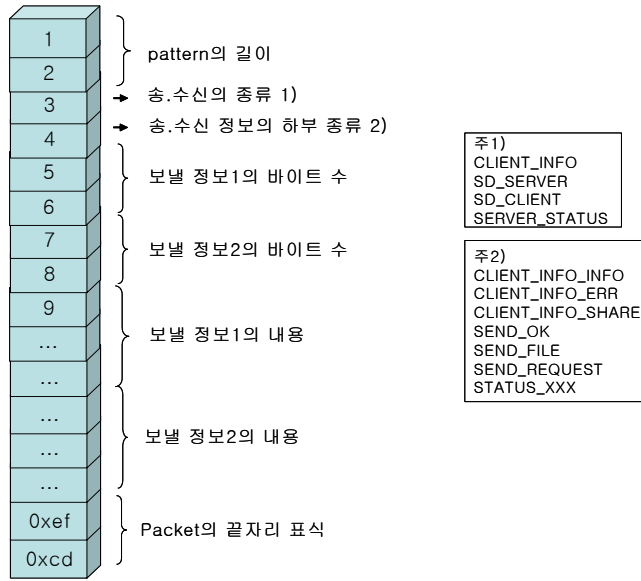 1
2
pattern의 길이
3
송.수신의 종류 1)
4
송.수신 정보의 하부 종류 2)
5
6
보낼 정보1의 바이트 수
7
8
보낼 정보2의 바이트 수
9
...
...
보낼 정보1의 내용
...
...
...
보낼 정보2의 내용
0xef
0xcd
Packet의 끝자리 표식
주1)
CLIENT_INFO
SD_SERVER
SD_CLIENT
SERVER_STATUS
주2)
CLIENT_INFO_INFO
CLIENT_INFO_ERR
CLIENT_INFO_SHARE
SEND_OK
SEND_FILE
SEND_REQUEST
STATUS_XXX